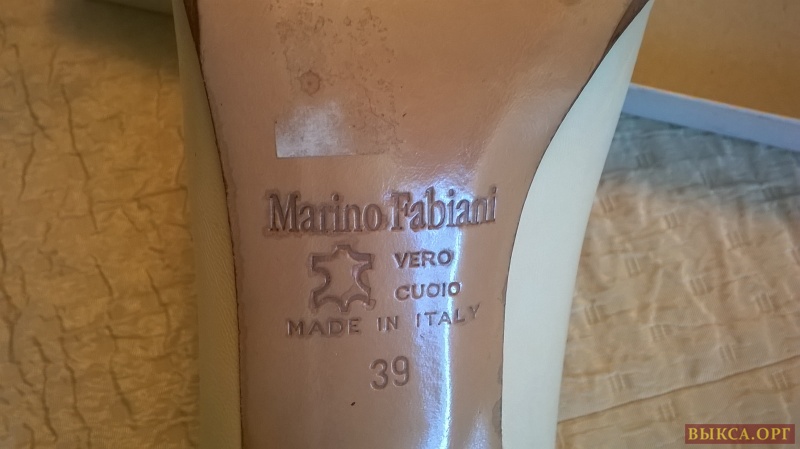 Marino Fabiani
VERO
CUOIO
MADE IN ITALY
39
ВЫКСА.ОРГ